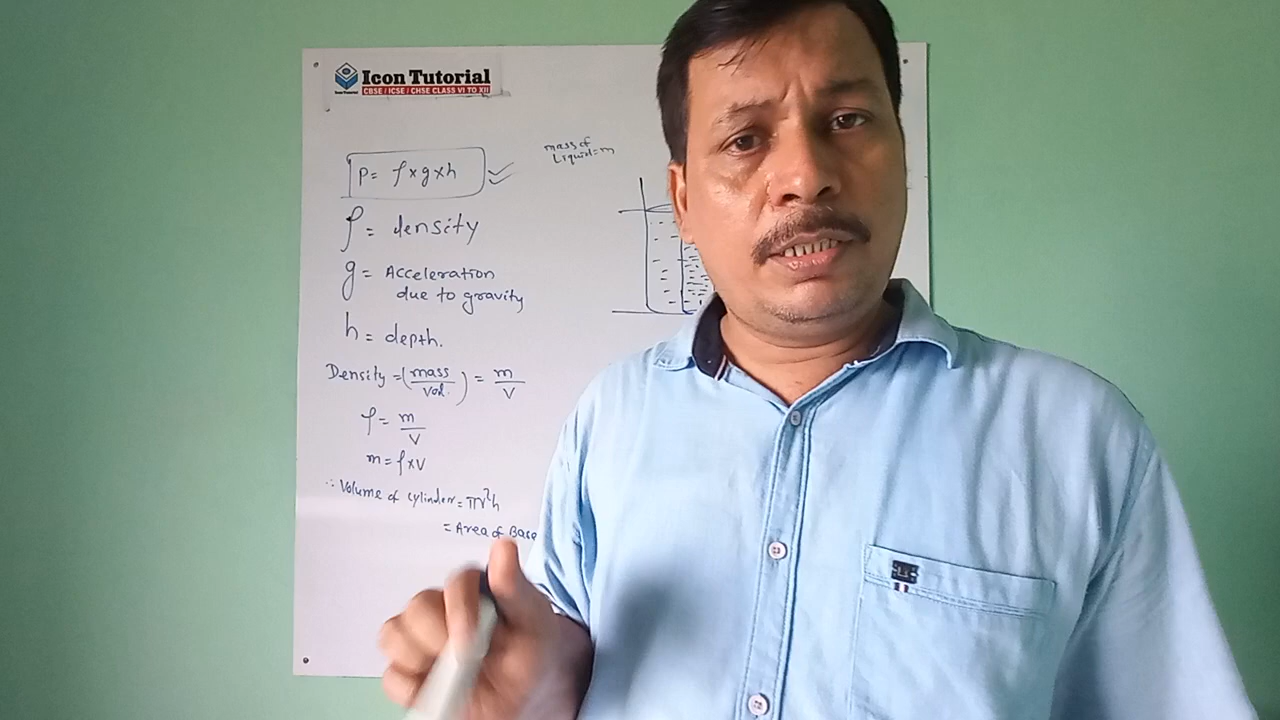 Icon Tutorial
CBSE / ICSE / CHSE CLASS VI TO XII
P = ρ×g×h
mass of
Liquid = m
ρ = density
g = Acceleration
due to gravity
h = depth.
Density = (mass/vol.) = m/V
ρ = m/V
m = ρ×V
∴ Volume of cylinder = πr²h
= Area of Base